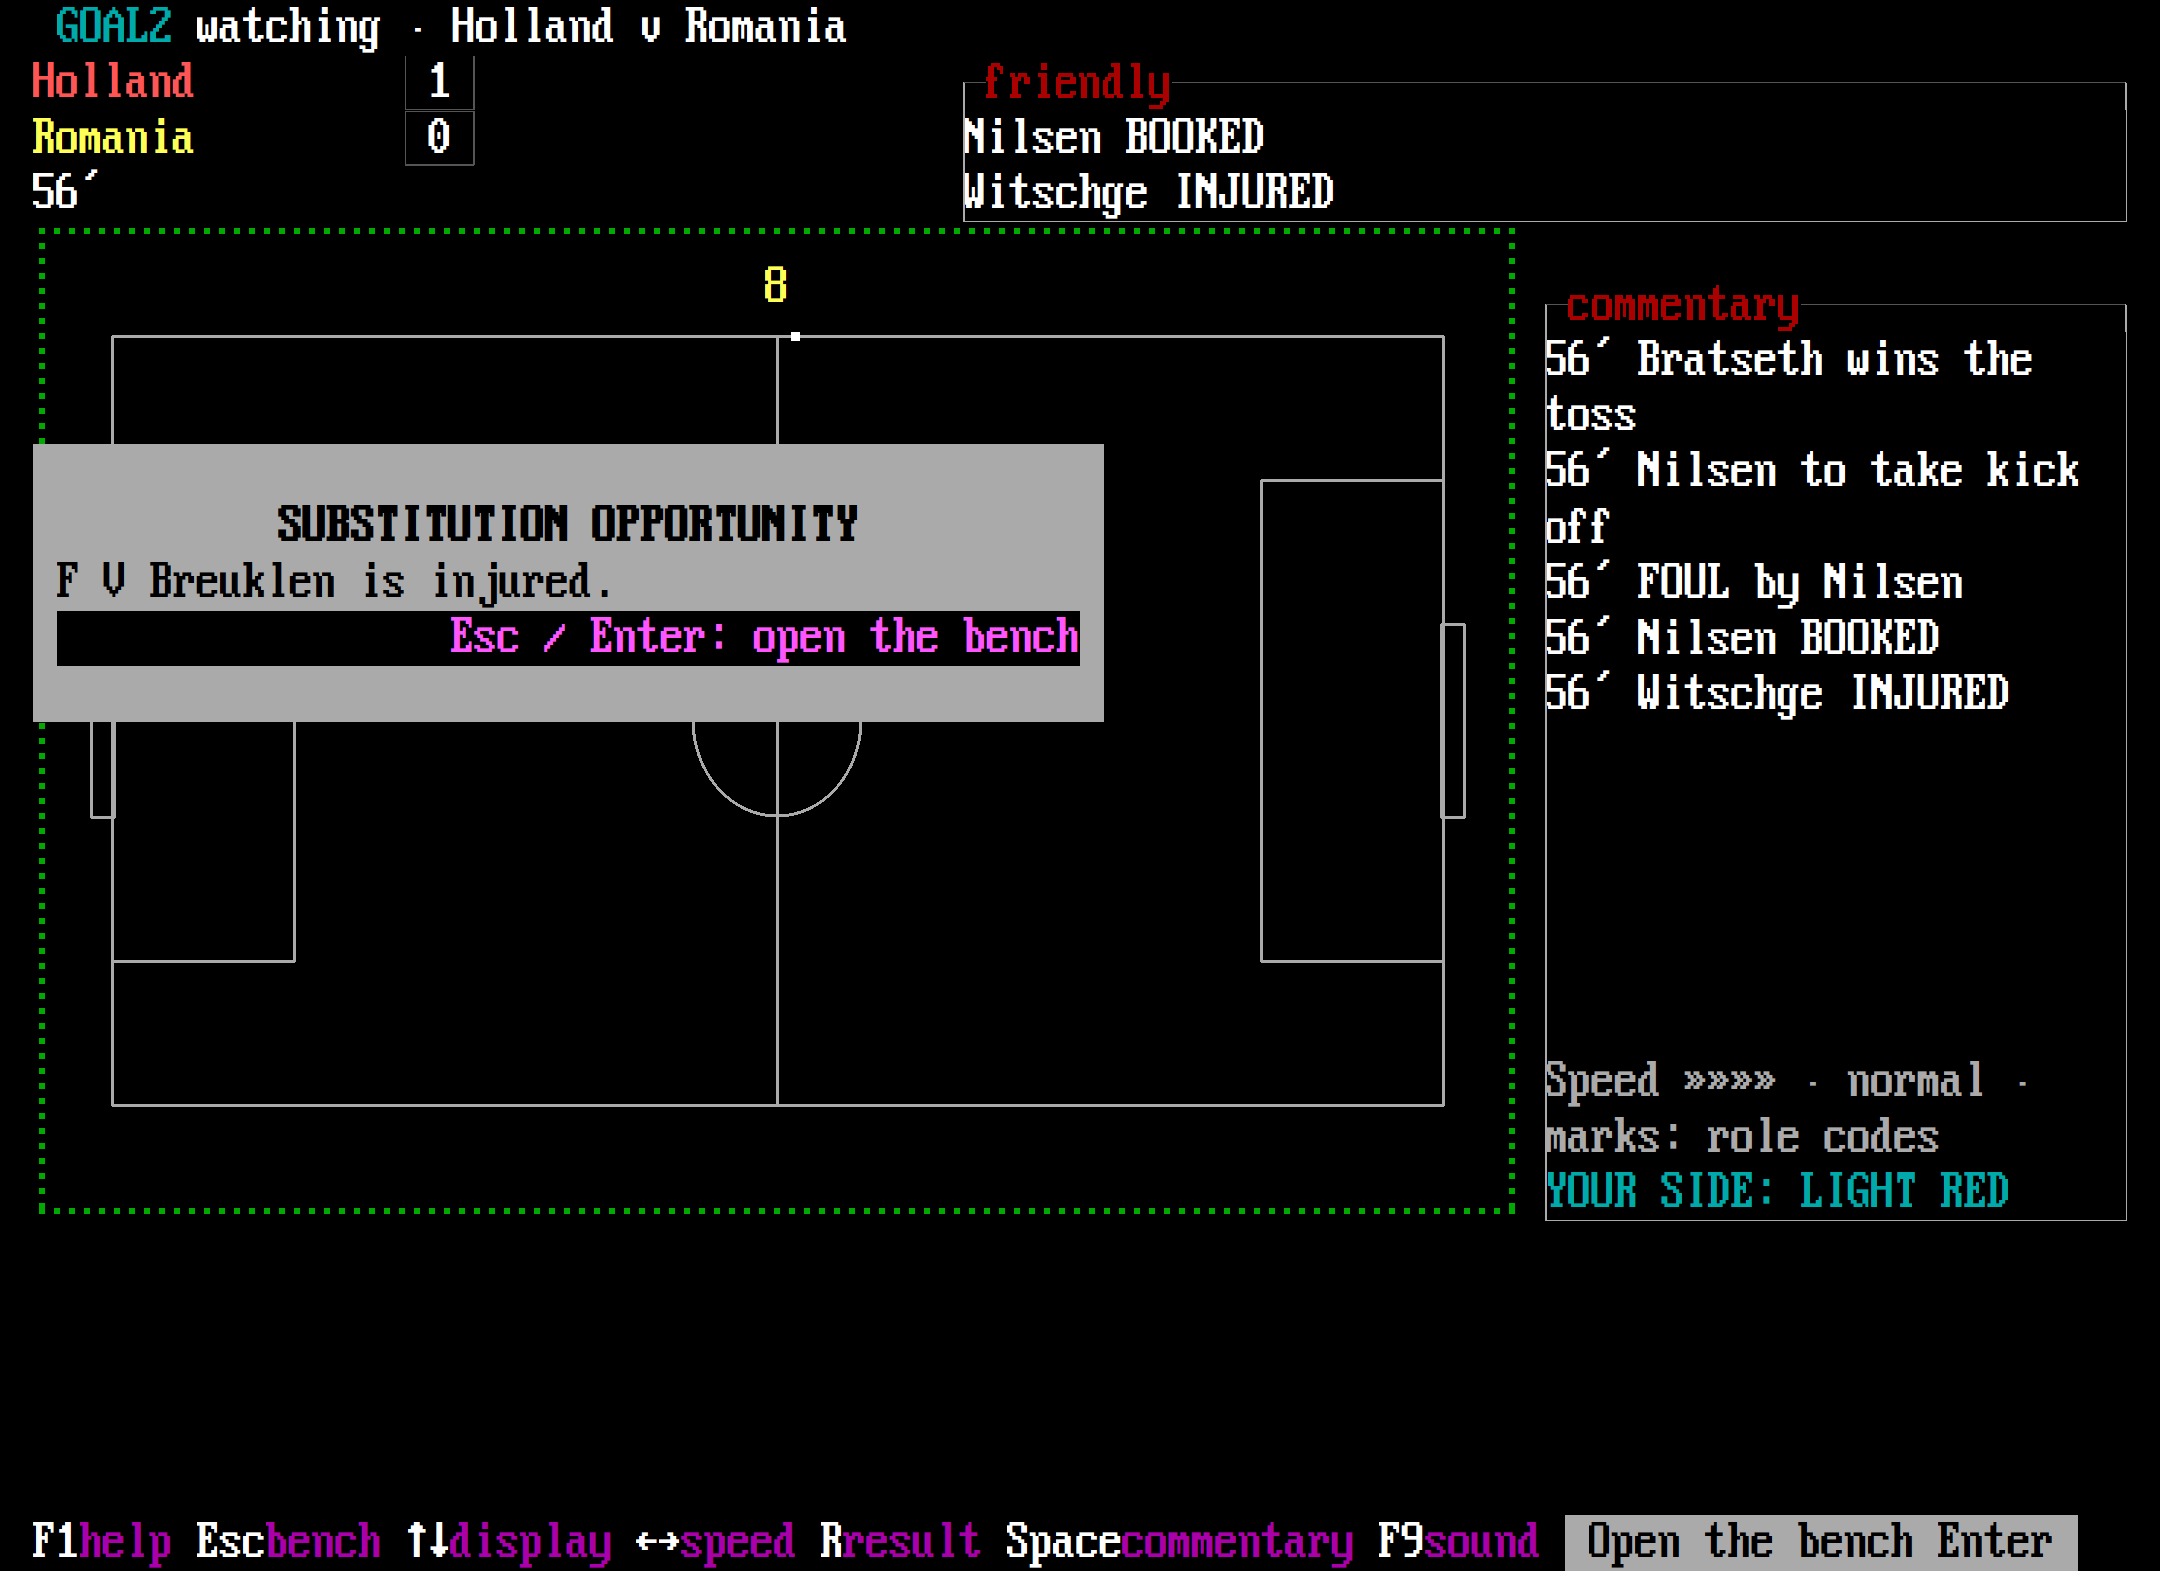 GOAL2 watching · Holland v Romania
Holland 1
Romania 0
56´
friendly
Nilsen BOOKED
Witschge INJURED
8
SUBSTITUTION OPPORTUNITY
F V Breuklen is injured.
Esc / Enter: open the bench
commentary
56´ Bratseth wins the
toss
56´ Nilsen to take kick
off
56´ FOUL by Nilsen
56´ Nilsen BOOKED
56´ Witschge INJURED
Speed »»»» · normal ·
marks: role codes
YOUR SIDE: LIGHT RED
F1help Escbench ↑↓display ↔speed Rresult Spacecommentary F9sound Open the bench Enter